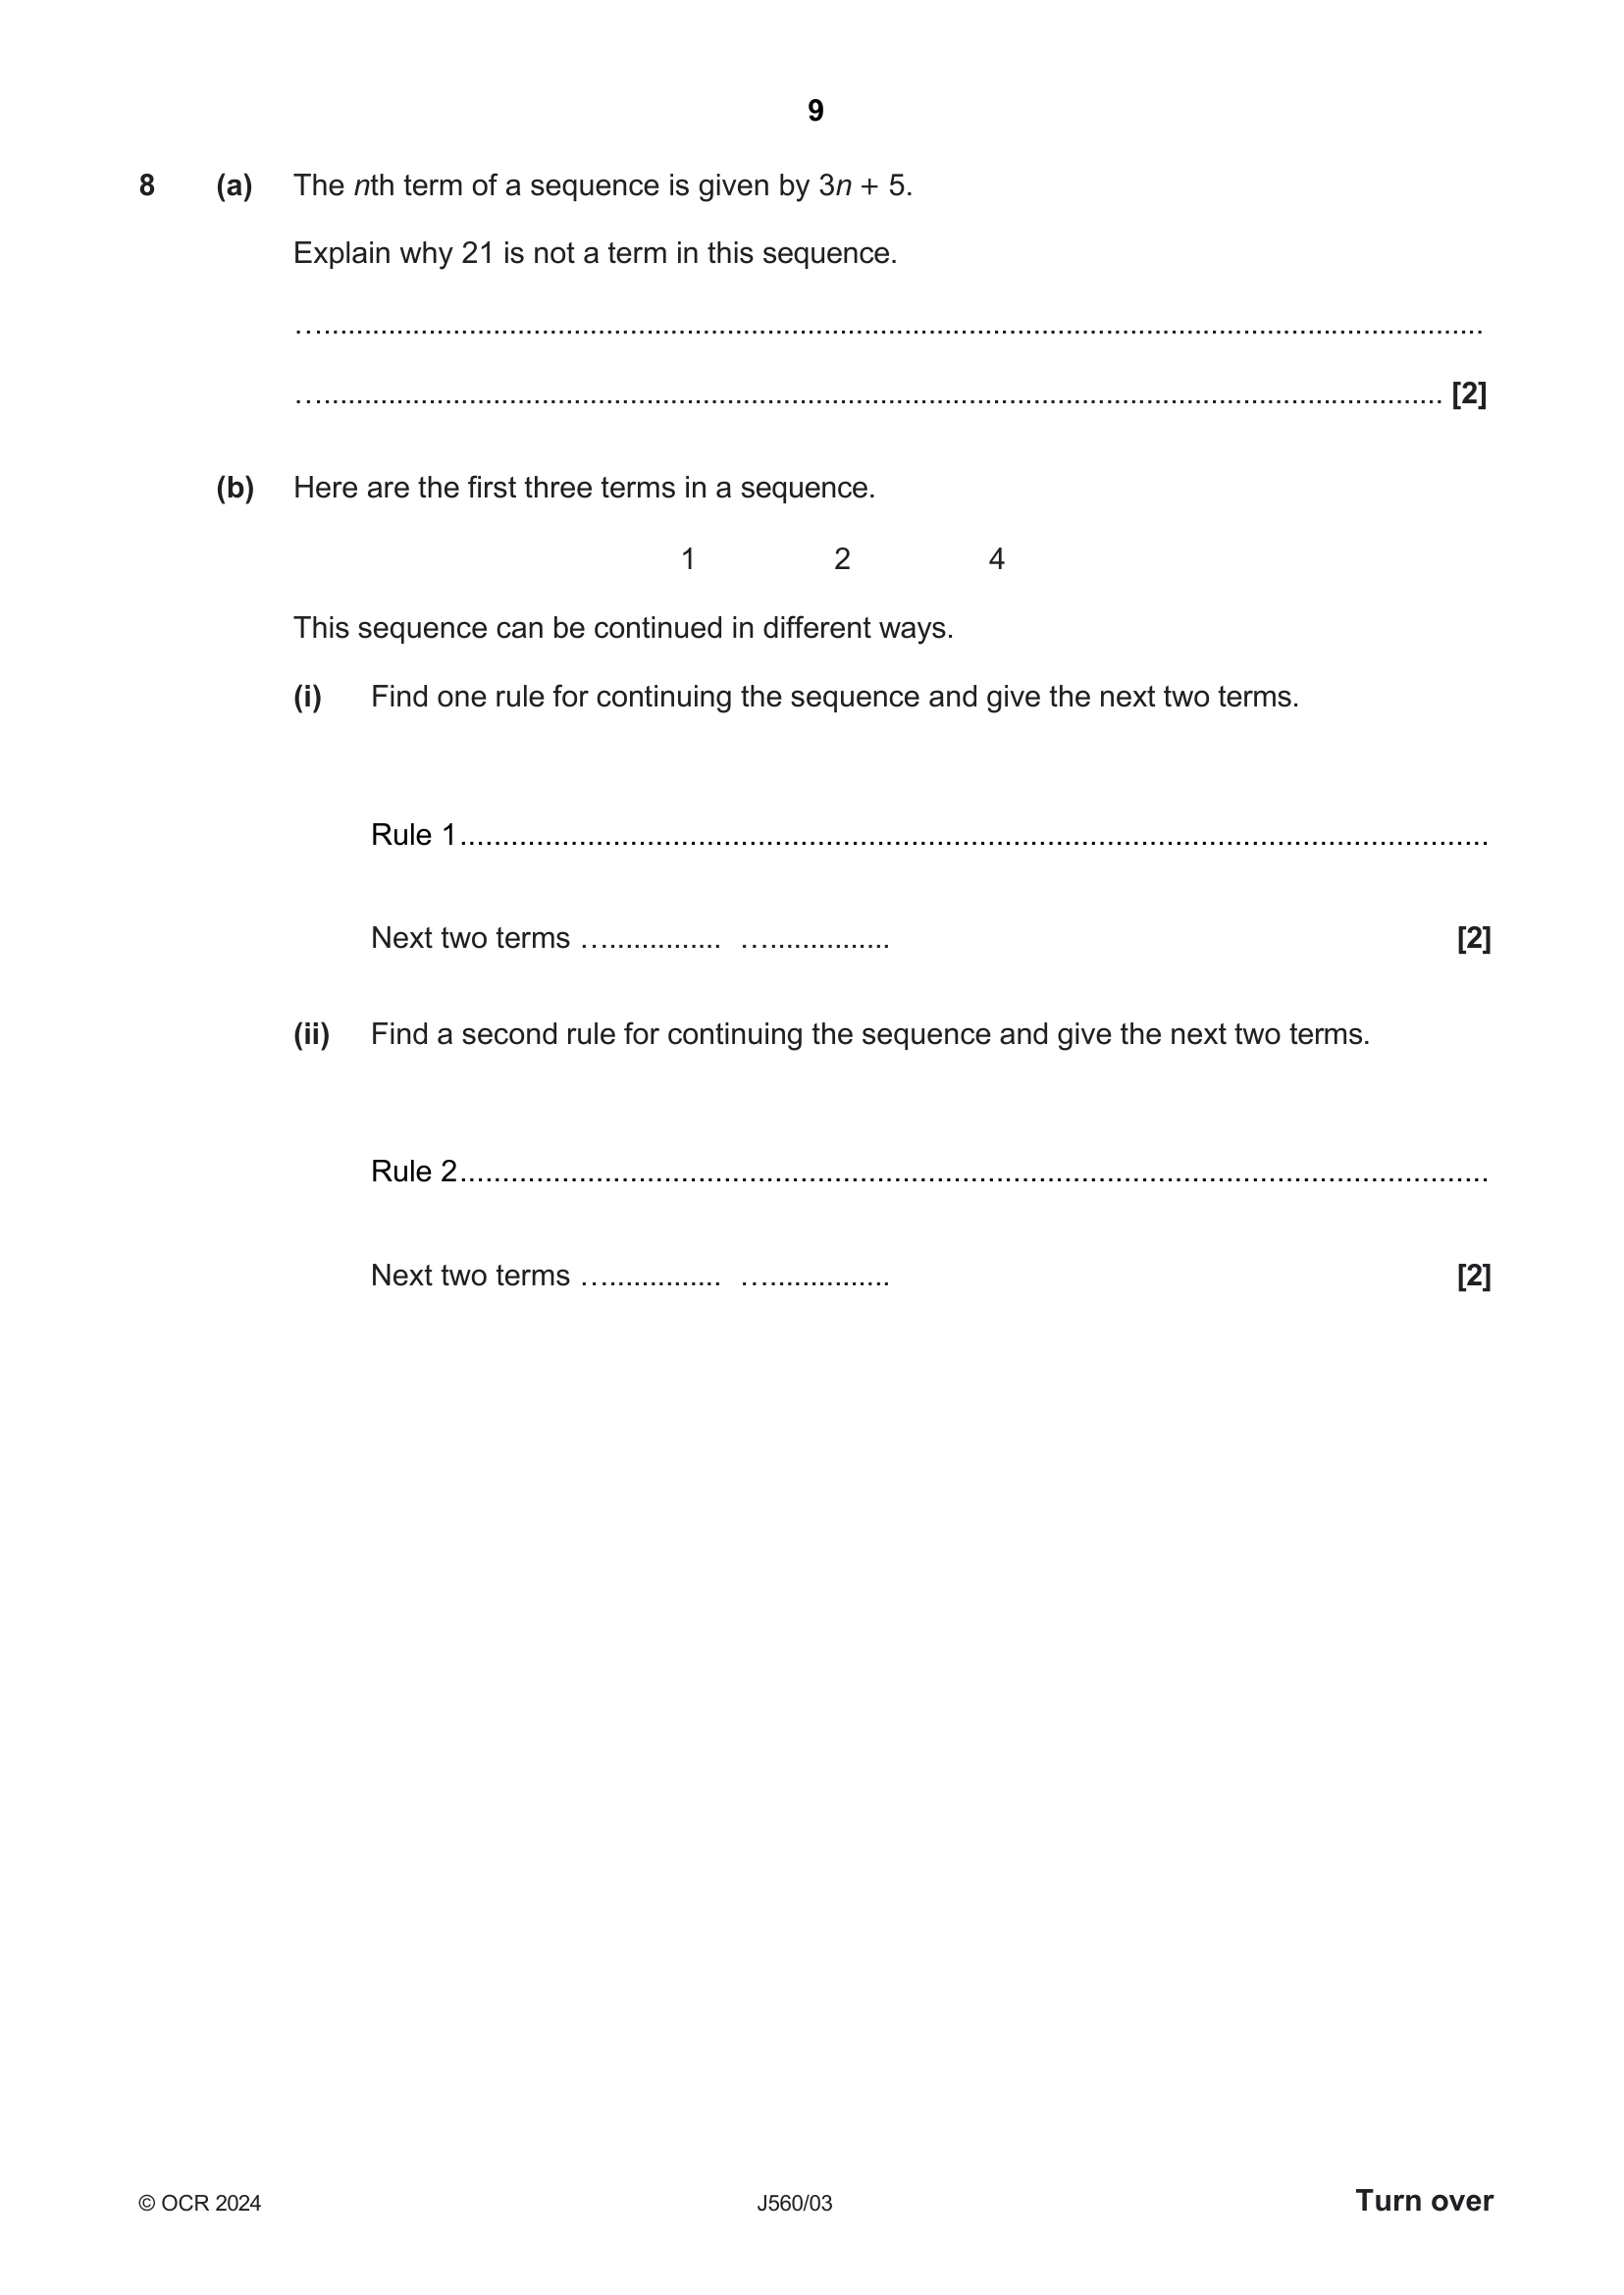 9
8 (a) The nth term of a sequence is given by 3n + 5.
Explain why 21 is not a term in this sequence.
....................................................................................................
.................................................................................................... [2]
(b) Here are the first three terms in a sequence.
1 2 4
This sequence can be continued in different ways.
(i) Find one rule for continuing the sequence and give the next two terms.
Rule 1....................................................................................................
Next two terms .................. .................. [2]
(ii) Find a second rule for continuing the sequence and give the next two terms.
Rule 2....................................................................................................
Next two terms .................. .................. [2]
© OCR 2024 J560/03 Turn over